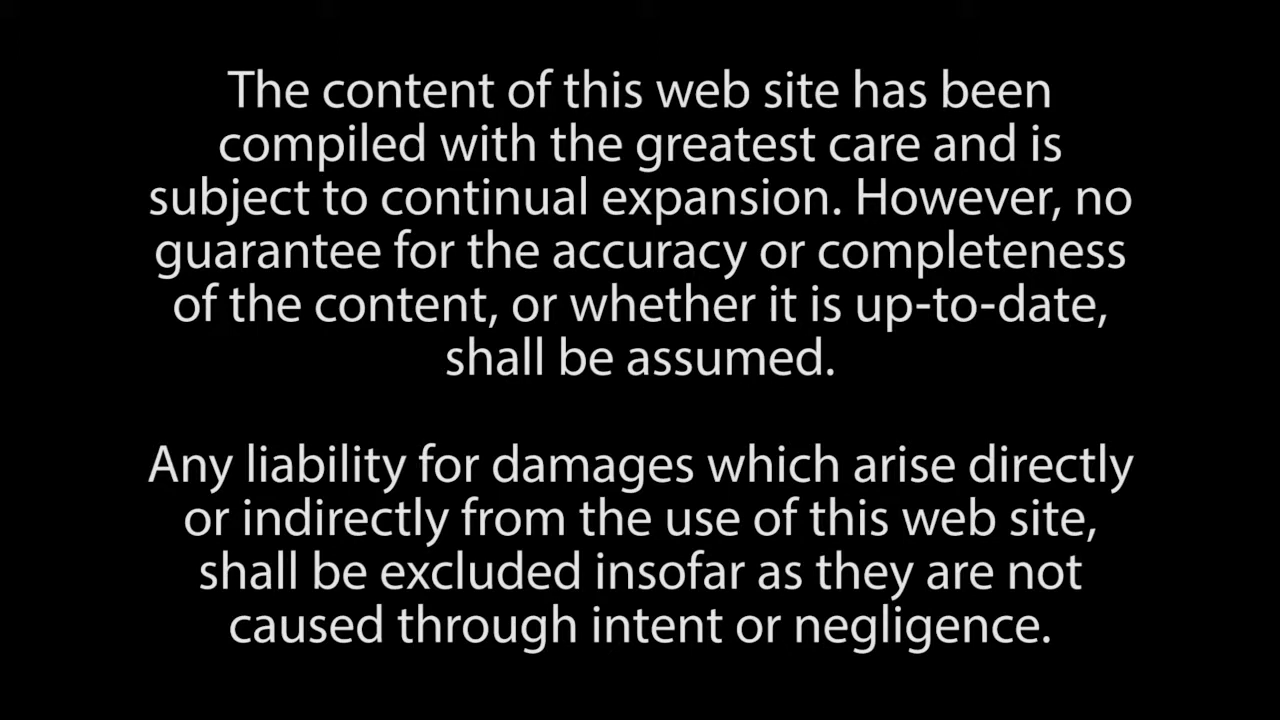 The content of this web site has been
compiled with the greatest care and is
subject to continual expansion. However, no
guarantee for the accuracy or completeness
of the content, or whether it is up-to-date,
shall be assumed.
Any liability for damages which arise directly
or indirectly from the use of this web site,
shall be excluded insofar as they are not
caused through intent or negligence.